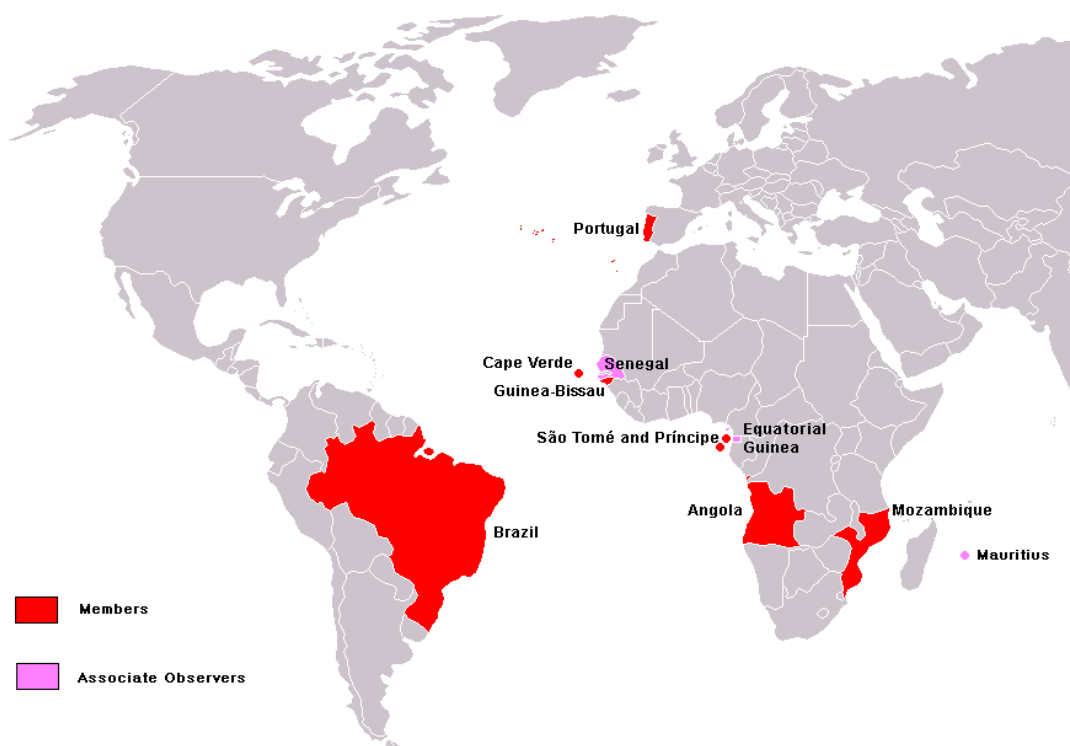 Portugal
Cape Verde
Senegal
Guinea-Bissau
São Tomé and Príncipe
Equatorial
Guinea
Angola
Mozambique
Brazil
Mauritius
Members
Associate Observers